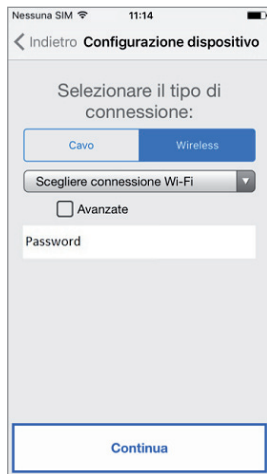 Nessuna SIM 11:14
Indietro Configurazione dispositivo
Selezionare il tipo di
connessione:
Cavo Wireless
Scegliere connessione Wi-Fi
Avanzate
Password
Continua